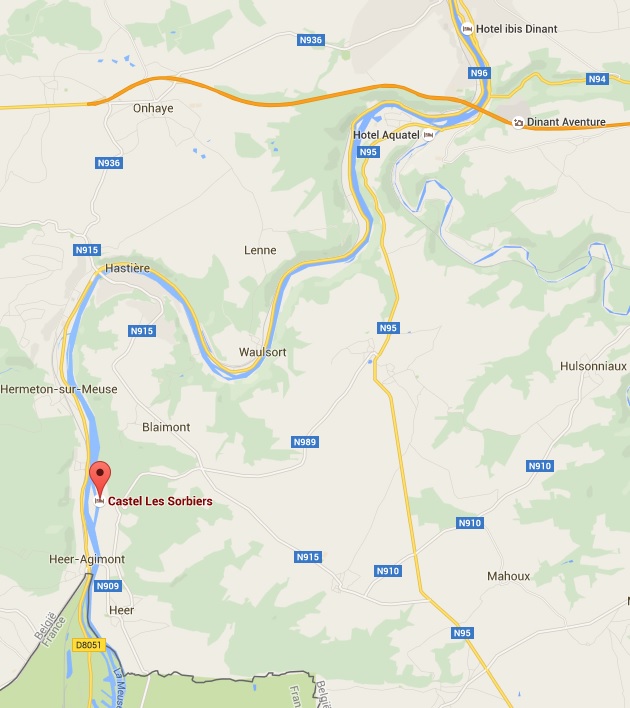 Hotel ibis Dinant
N936
N96
N94
Onhaye
Dinant Aventure
Hotel Aquatel
N95
N936
N915
Lenne
Hastière
N95
N915
Waulsort
Hulsonniaux
Hermeton-sur-Meuse
Blaimont
N989
N910
Castel Les Sorbiers
N910
Heer-Agimont
N915
N910
Mahoux
N909
Heer
België
France
N95
D8051
La Meuse
België
Fran